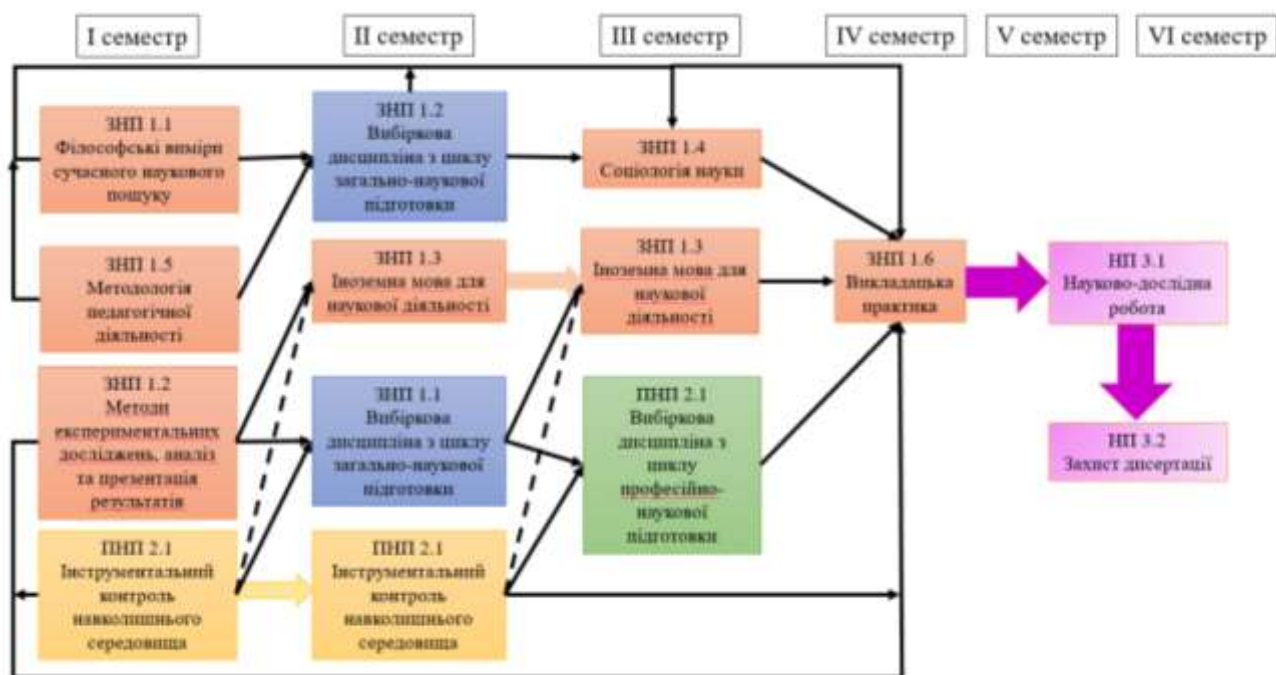 I семестр
II семестр
III семестр
IV семестр
V семестр
VI семестр
ЗНП 1.1
Філософські виміри
сучасного наукового
пошуку
ЗНП 1.5
Методологія
педагогічної
діяльності
ЗНП 1.2
Методи
експериментальних
досліджень, аналіз
та презентація
результатів
ПНП 2.1
Інструментальний
контроль
навколишнього
середовища
ЗНП 1.2
Вибіркова
дисципліна з циклу
загально-наукової
підготовки
ЗНП 1.3
Іноземна мова для
наукової діяльності
ЗНП 1.1
Вибіркова
дисципліна з циклу
загально-наукової
підготовки
ПНП 2.1
Інструментальний
контроль
навколишнього
середовища
ЗНП 1.4
Соціологія науки
ЗНП 1.3
Іноземна мова для
наукової
діяльності
ПНП 2.1
Вибіркова
дисципліна з
циклу
професійно-
наукової
підготовки
ЗНП 1.6
Викладацька
практика
НП 3.1
Науково-дослідна
робота
НП 3.2
Захист дисертації